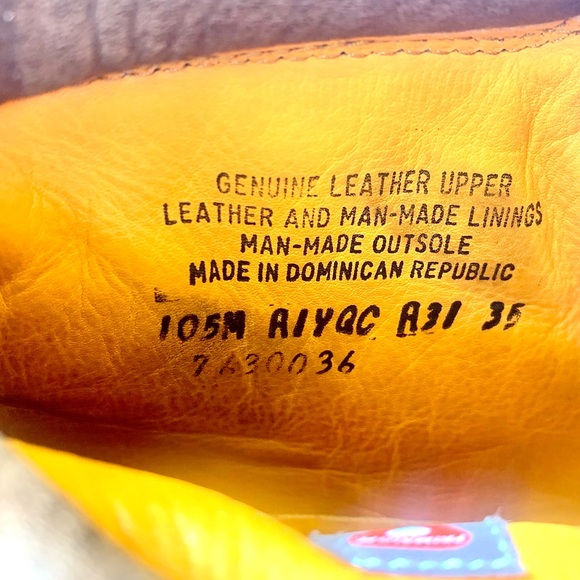 GENUINE LEATHER UPPER
LEATHER AND MAN-MADE LININGS
MAN-MADE OUTSOLE
MADE IN DOMINICAN REPUBLIC
105M A1YQC A31 35
7630036